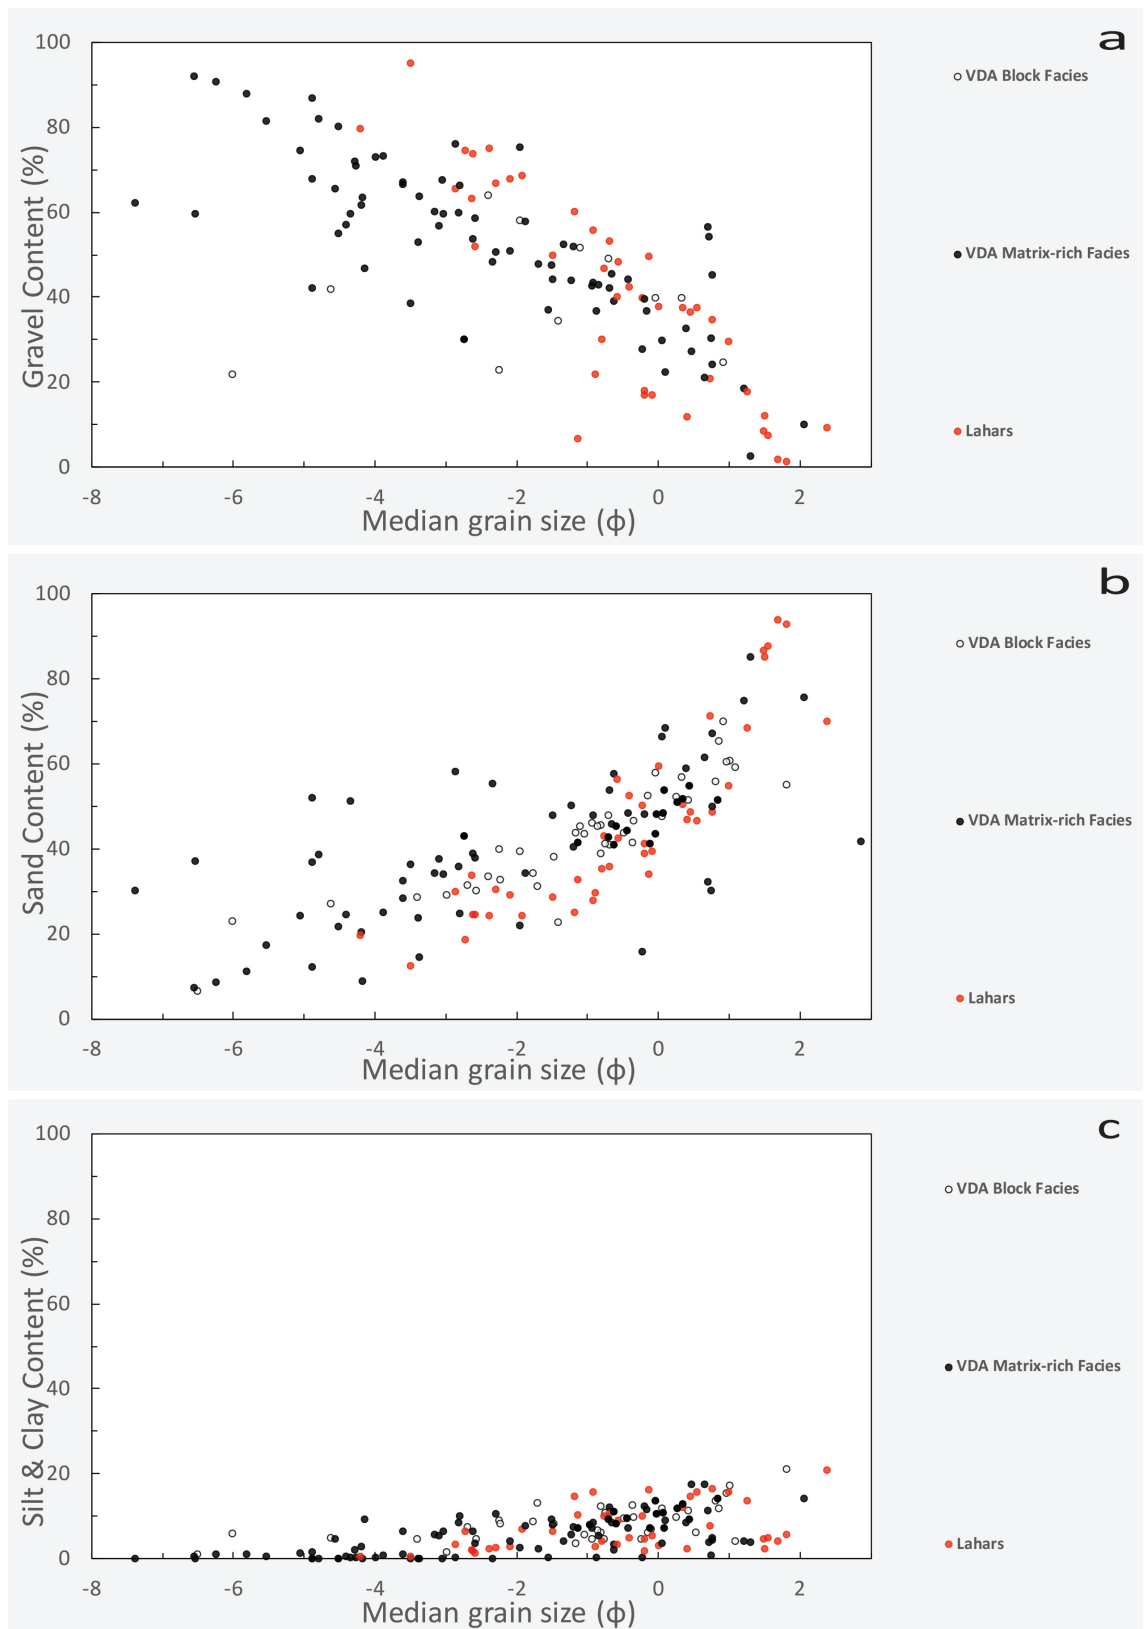 a
100
80
60
40
20
0
Gravel Content (%)
-8 -6 -4 -2 0 2
Median grain size (ф)
VDA Block Facies
VDA Matrix-rich Facies
Lahars
b
100
80
60
40
20
0
Sand Content (%)
-8 -6 -4 -2 0 2
Median grain size (ф)
VDA Block Facies
VDA Matrix-rich Facies
Lahars
c
100
80
60
40
20
0
Silt & Clay Content (%)
-8 -6 -4 -2 0 2
Median grain size (ф)
VDA Block Facies
VDA Matrix-rich Facies
Lahars